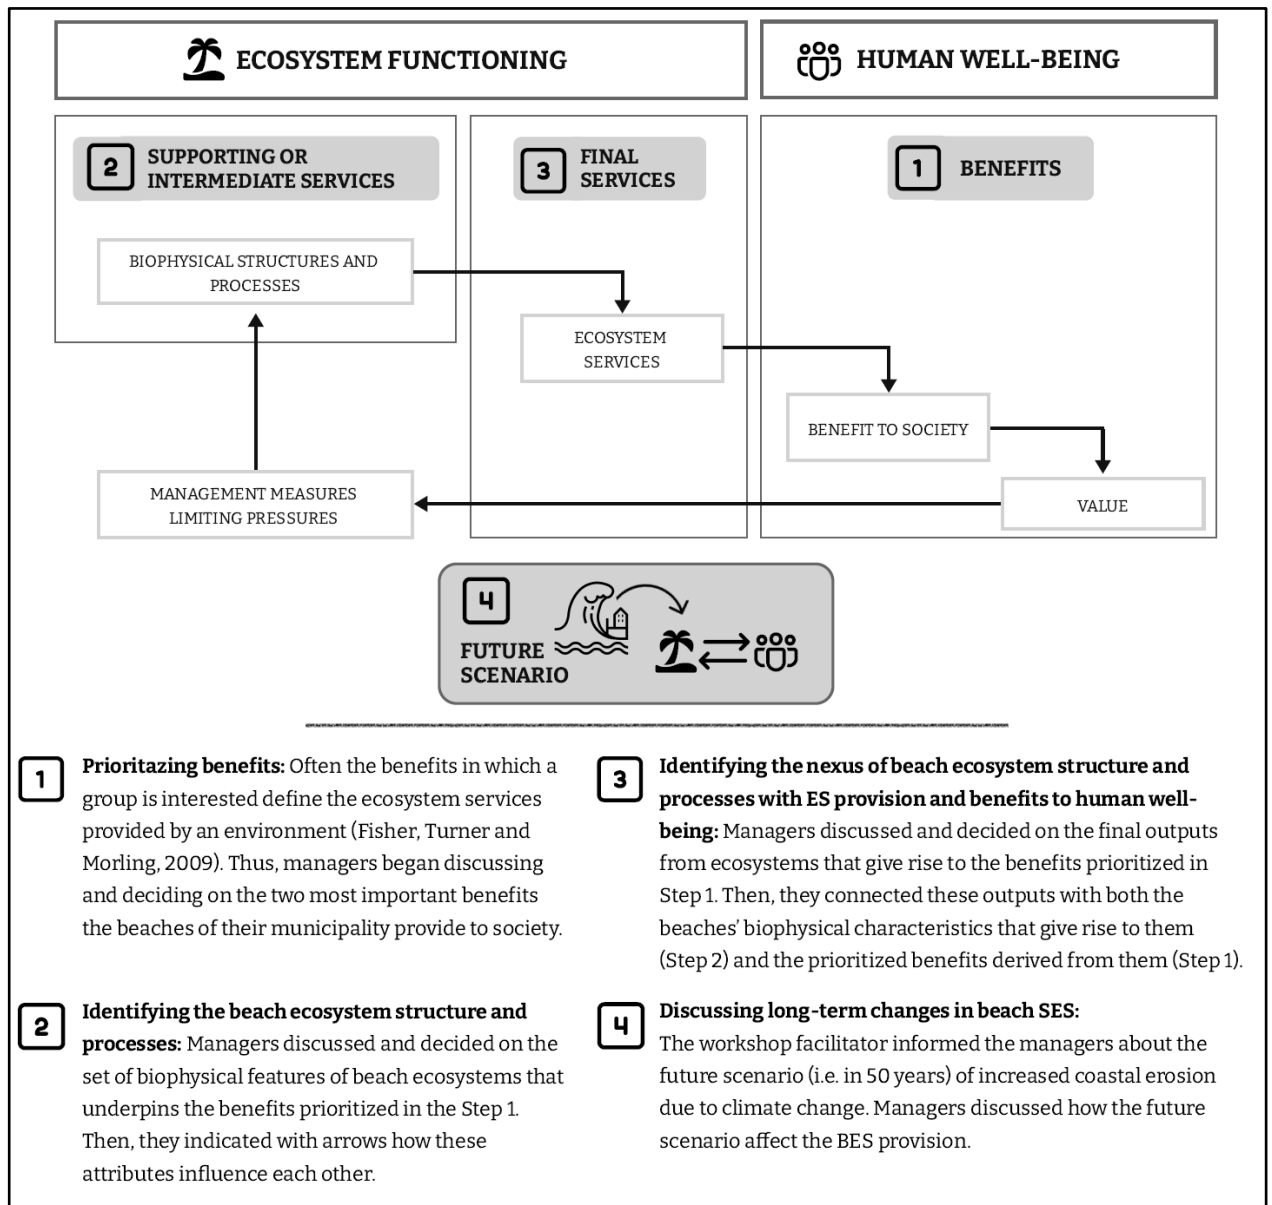 ECOSYSTEM FUNCTIONING
HUMAN WELL-BEING
2
SUPPORTING OR
INTERMEDIATE SERVICES
3
FINAL
SERVICES
1
BENEFITS
BIOPHYSICAL STRUCTURES AND
PROCESSES
ECOSYSTEM
SERVICES
BENEFIT TO SOCIETY
MANAGEMENT MEASURES
LIMITING PRESSURES
VALUE
4
FUTURE
SCENARIO
1
Prioritazing benefits: Often the benefits in which a
group is interested define the ecosystem services
provided by an environment (Fisher, Turner and
Morling, 2009). Thus, managers began discussing
and deciding on the two most important benefits
the beaches of their municipality provide to society.
2
Identifying the beach ecosystem structure and
processes: Managers discussed and decided on the
set of biophysical features of beach ecosystems that
underpins the benefits prioritized in the Step 1.
Then, they indicated with arrows how these
attributes influence each other.
3
Identifying the nexus of beach ecosystem structure and
processes with ES provision and benefits to human well-
being: Managers discussed and decided on the final outputs
from ecosystems that give rise to the benefits prioritized in
Step 1. Then, they connected these outputs with both the
beaches’ biophysical characteristics that give rise to them
(Step 2) and the prioritized benefits derived from them (Step 1).
4
Discussing long-term changes in beach SES:
The workshop facilitator informed the managers about the
future scenario (i.e. in 50 years) of increased coastal erosion
due to climate change. Managers discussed how the future
scenario affect the BES provision.